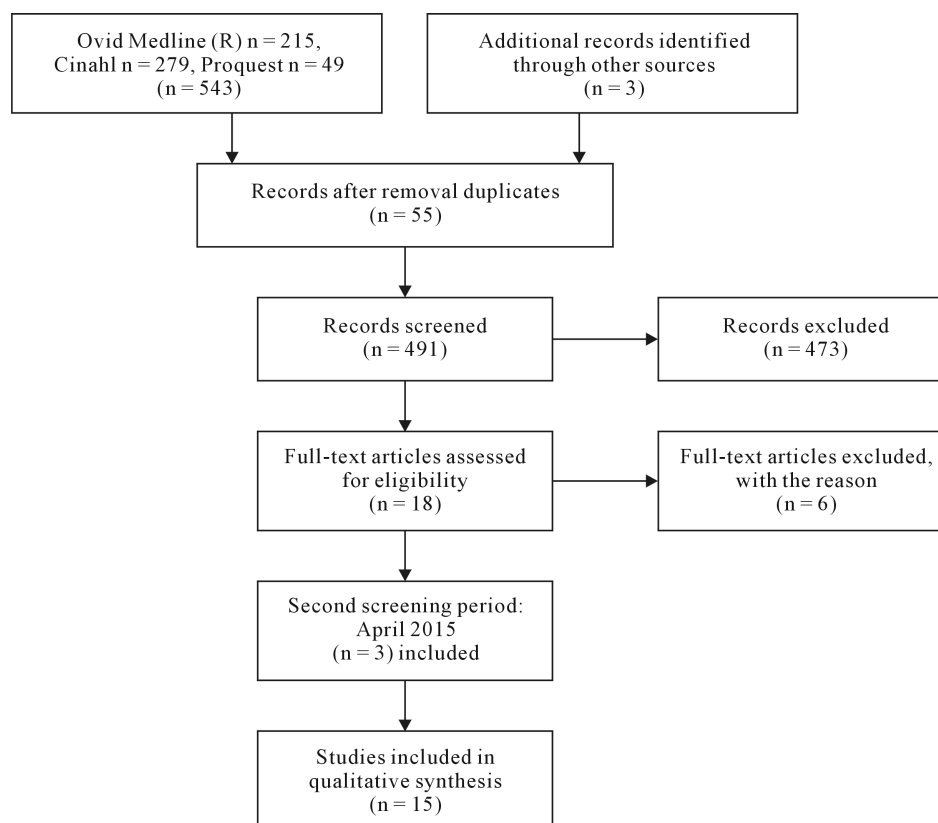 Ovid Medline (R) n = 215,
Cinahl n = 279, Proquest n = 49
(n = 543)
Additional records identified
through other sources
(n = 3)
Records after removal duplicates
(n = 55)
Records screened
(n = 491)
Records excluded
(n = 473)
Full-text articles assessed
for eligibility
(n = 18)
Full-text articles excluded,
with the reason
(n = 6)
Second screening period:
April 2015
(n = 3) included
Studies included in
qualitative synthesis
(n = 15)